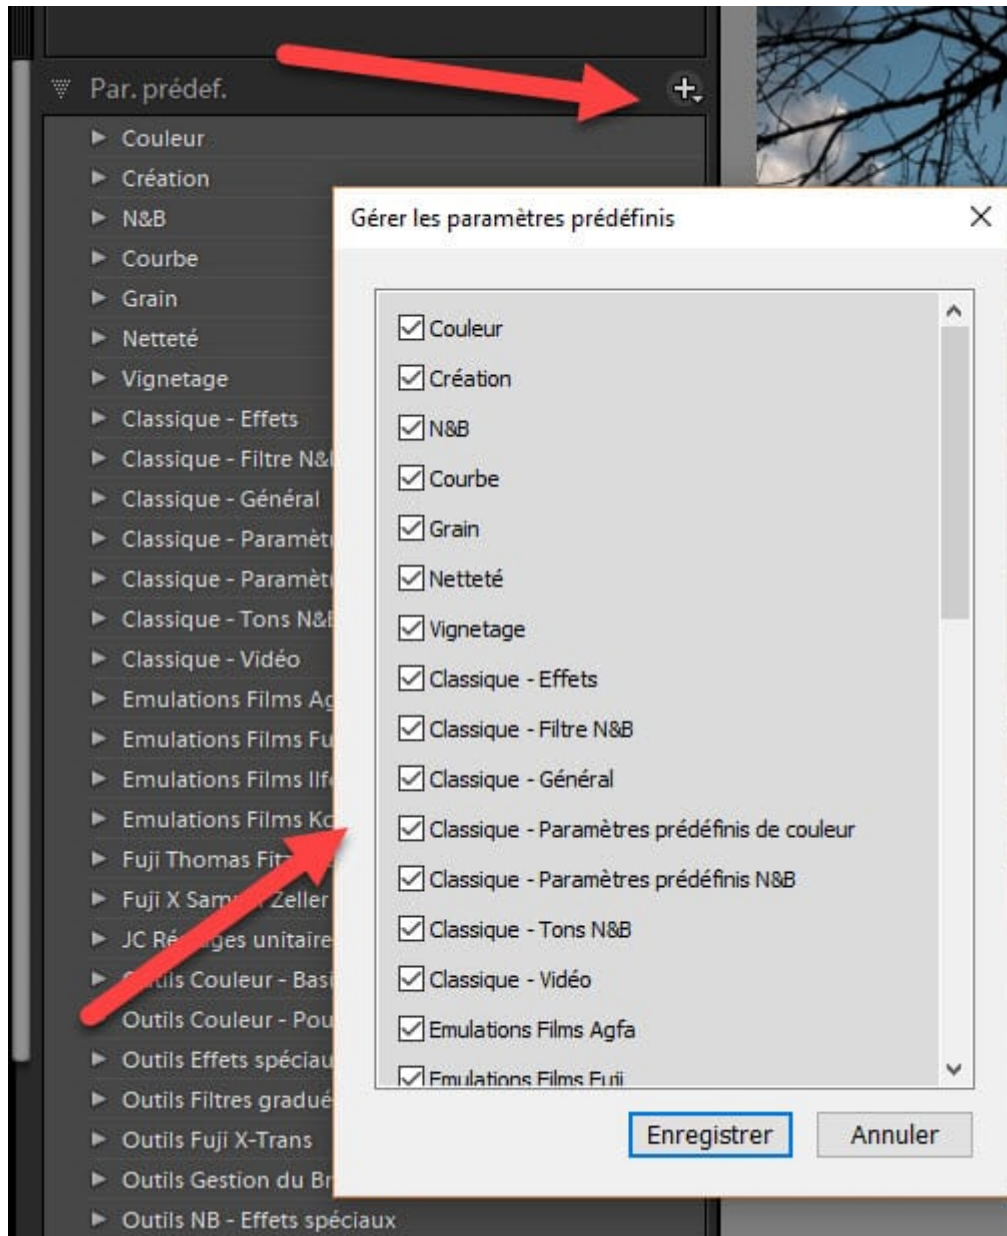 Par. prédef.
Couleur
Création
N&B
Courbe
Grain
Netteté
Vignetage
Classique - Effets
Classique - Filtre N&
Classique - Général
Classique - Paramèt
Classique - Paramèt
Classique - Tons N&
Classique - Vidéo
Emulations Films Ag
Emulations Films Fu
Emulations Films Ilf
Emulations Films Ko
Fuji Thomas Fit
Fuji X Sam Zeller
JC Ré ges unitaire
Outils Couleur - Basi
Outils Couleur - Pou
Outils Effets spéciau
Outils Filtres gradué
Outils Fuji X-Trans
Outils Gestion du Br
Outils NB - Effets spéciaux
Gérer les paramètres prédéfinis
Couleur
Création
N&B
Courbe
Grain
Netteté
Vignetage
Classique - Effets
Classique - Filtre N&B
Classique - Général
Classique - Paramètres prédéfinis de couleur
Classique - Paramètres prédéfinis N&B
Classique - Tons N&B
Classique - Vidéo
Emulations Films Agfa
Emulations Films Fuji
Enregistrer
Annuler